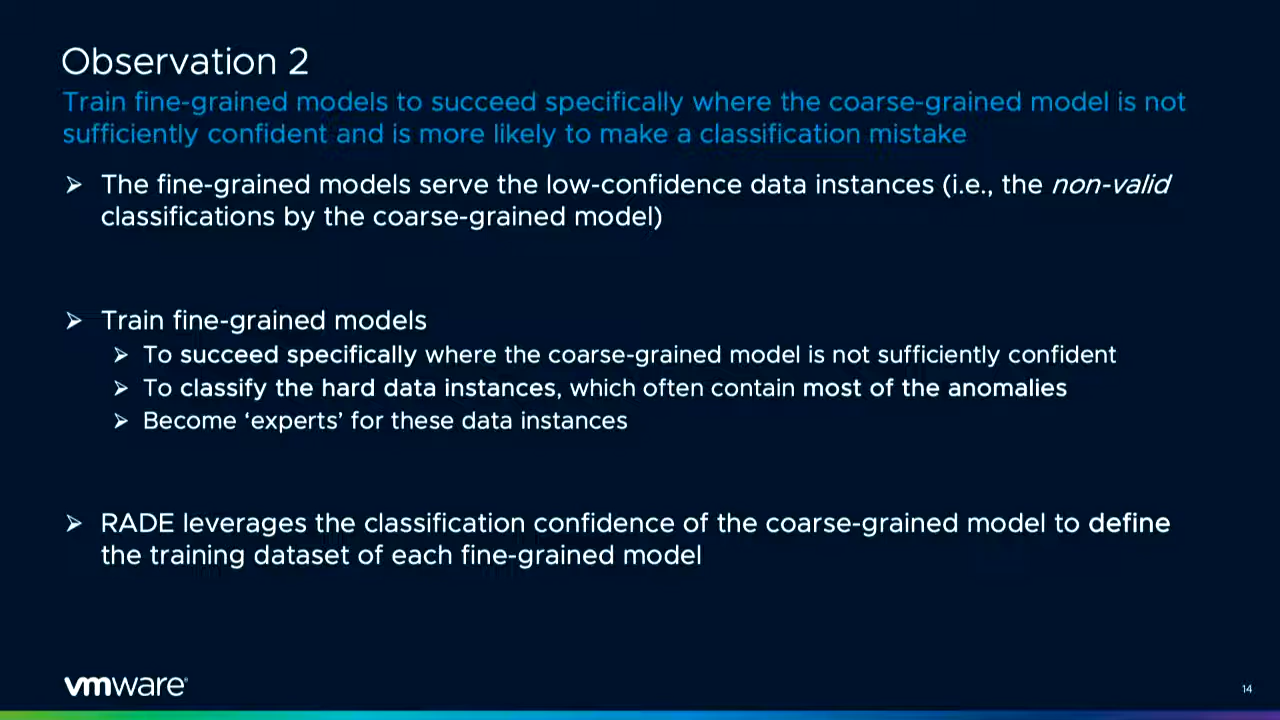 Observation 2
Train fine-grained models to succeed specifically where the coarse-grained model is not
sufficiently confident and is more likely to make a classification mistake
➢ The fine-grained models serve the low-confidence data instances (i.e., the non-valid
classifications by the coarse-grained model)
➢ Train fine-grained models
➢ To succeed specifically where the coarse-grained model is not sufficiently confident
➢ To classify the hard data instances, which often contain most of the anomalies
➢ Become ‘experts’ for these data instances
➢ RADE leverages the classification confidence of the coarse-grained model to define
the training dataset of each fine-grained model
vmware®
14